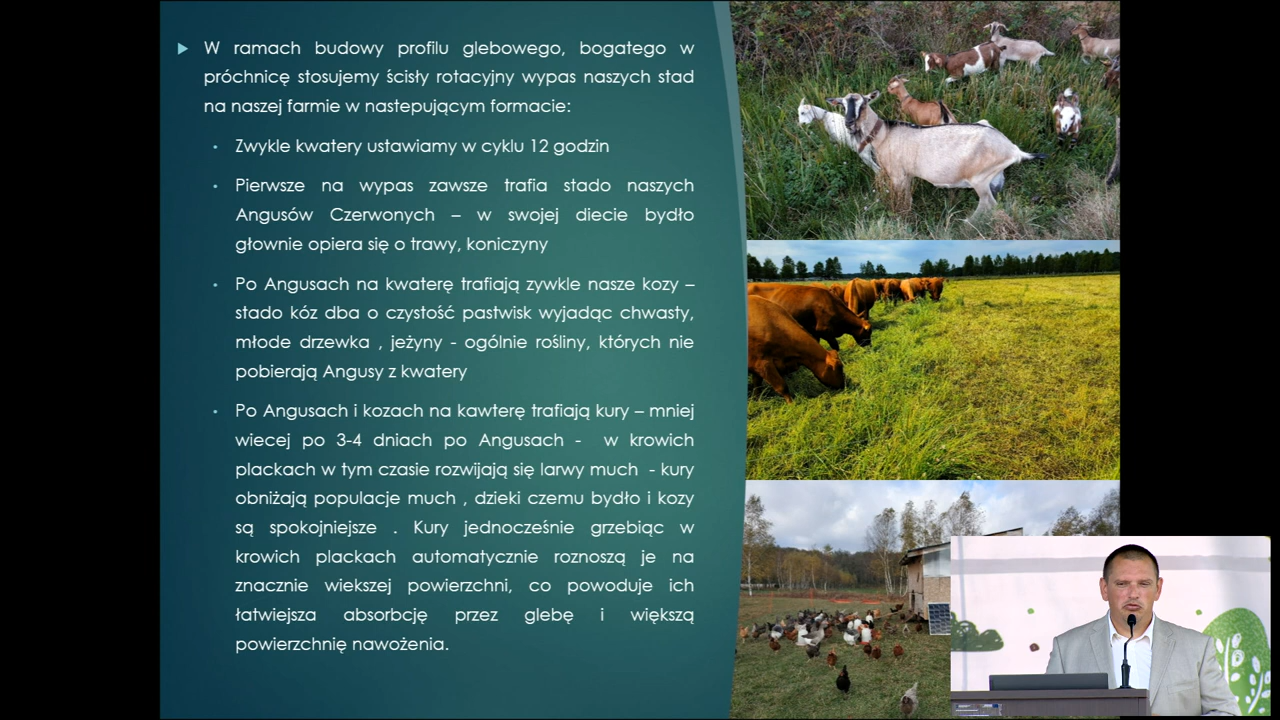 W ramach budowy profilu glebowego, bogatego w
próchnicę stosujemy ścisły rotacyjny wypas naszych stad
na naszej farmie w nastepującym formacie:
Zwykle kwatery ustawiamy w cyklu 12 godzin
Pierwsze na wypas zawsze trafia stado naszych
Angusów Czerwonych – w swojej diecie bydło
głownie opiera się o trawy, koniczyny
Po Angusach na kwaterę trafiają zywkle nasze kozy –
stado kóz dba o czystość pastwisk wyjadąc chwasty,
młode drzewka , jeżyny - ogólnie rośliny, których nie
pobierają Angusy z kwatery
Po Angusach i kozach na kawterę trafiają kury – mniej
wiecej po 3-4 dniach po Angusach - w krowich
plackach w tym czasie rozwijają się larwy much - kury
obniżają populacje much , dzieki czemu bydło i kozy
są spokojniejsze . Kury jednocześnie grzebiąc w
krowich plackach automatycznie roznoszą je na
znacznie wiekszej powierzchni, co powoduje ich
łatwiejsza absorbcję przez glebę i większą
powierzchnię nawożenia.